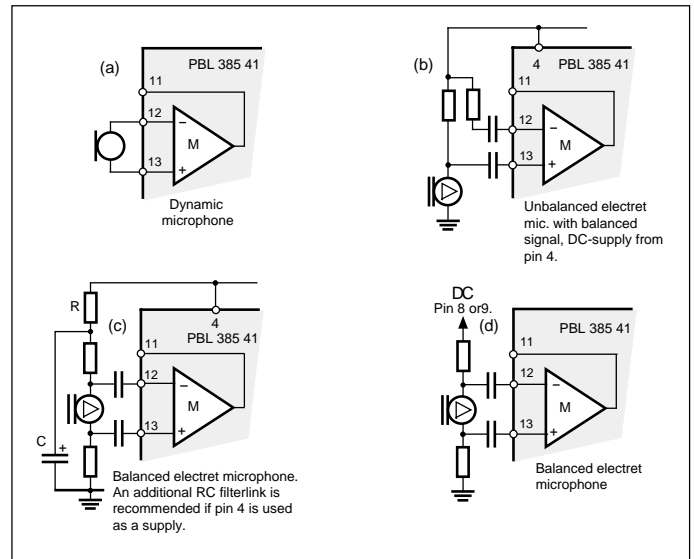 (a)
PBL 385 41
11
12
−
M
13
+
Dynamic
microphone
(b)
4
PBL 385 41
11
12
−
M
13
+
Unbalanced electret
mic. with balanced
signal, DC-supply from
pin 4.
R
(c)
4
PBL 385 41
11
12
−
M
13
+
C
+
Balanced electret microphone.
An additional RC filterlink is
recommended if pin 4 is used
as a supply.
DC
Pin 8 or9.
(d)
PBL 385 41
11
12
−
M
13
+
Balanced electret
microphone